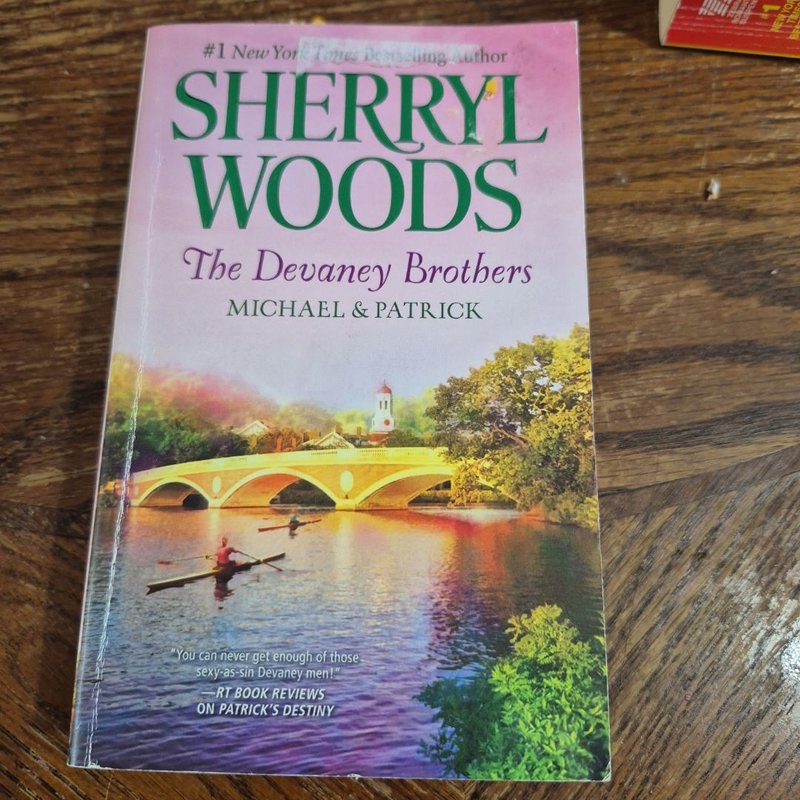 #1 New York Times Bestselling Author
SHERRYL
WOODS
The Devaney Brothers
MICHAEL & PATRICK
"You can never get enough of those
sexy-as-sin Devaney men!"
—RT BOOK REVIEWS
ON PATRICK'S DESTINY